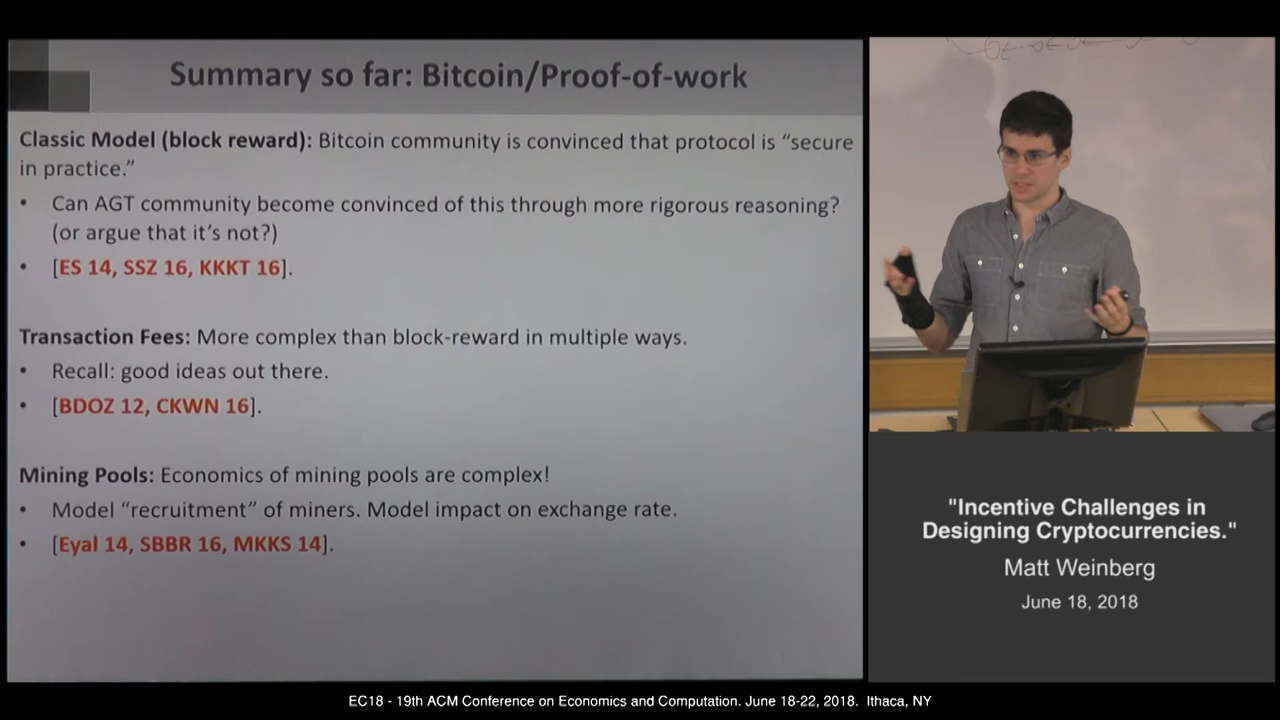 Summary so far: Bitcoin/Proof-of-work
Classic Model (block reward): Bitcoin community is convinced that protocol is “secure
in practice.”
• Can AGT community become convinced of this through more rigorous reasoning?
(or argue that it’s not?)
• [ES 14, SSZ 16, KKKT 16].
Transaction Fees: More complex than block-reward in multiple ways.
• Recall: good ideas out there.
• [BDOZ 12, CKWN 16].
Mining Pools: Economics of mining pools are complex!
• Model “recruitment” of miners. Model impact on exchange rate.
• [Eyal 14, SBBR 16, MKKS 14].
"Incentive Challenges in
Designing Cryptocurrencies."
Matt Weinberg
June 18, 2018
EC18 - 19th ACM Conference on Economics and Computation. June 18-22, 2018. Ithaca, NY